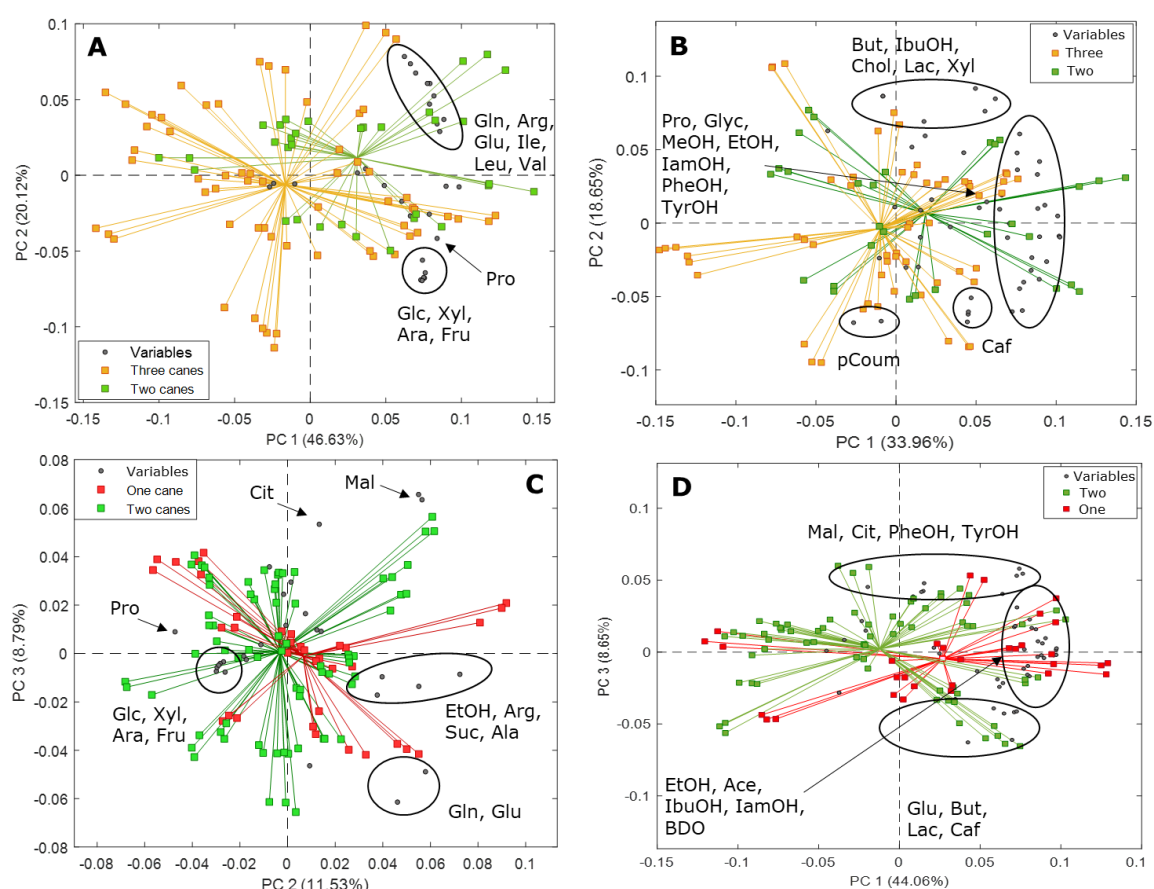 A
0.1
0.05
0
-0.05
-0.1
-0.15
PC 2 (20.12%)
Gln, Arg,
Glu, Ile,
Leu, Val
Pro
Glc, Xyl,
Ara, Fru
Variables
Three canes
Two canes
-0.15
-0.1
-0.05
0
0.05
0.1
0.15
PC 1 (46.63%)
B
Variables
Three
Two
But, IbuOH,
Chol, Lac, Xyl
Pro, Glyc,
MeOH, EtOH,
IamOH,
PheOH,
TyrOH
pCoum
Caf
0.1
0.05
0
-0.05
-0.1
PC 2 (18.65%)
-0.15
-0.1
-0.05
0
0.05
0.1
0.15
PC 1 (33.96%)
C
Variables
One cane
Two canes
Cit
Mal
Pro
Glc, Xyl,
Ara, Fru
EtOH, Arg,
Suc, Ala
Gln, Glu
0.08
0.06
0.04
0.02
0
-0.02
-0.04
-0.06
-0.08
PC 3 (8.79%)
-0.08
-0.06
-0.04
-0.02
0
0.02
0.04
0.06
0.08
0.1
PC 2 (11.53%)
D
Variables
Two
One
Mal, Cit, PheOH, TyrOH
EtOH, Ace,
IbuOH, IamOH,
BDO
Glu, But,
Lac, Caf
0.1
0.05
0
-0.05
-0.1
PC 3 (8.65%)
-0.15
-0.1
-0.05
0
0.05
0.1
0.1
PC 1 (44.06%)